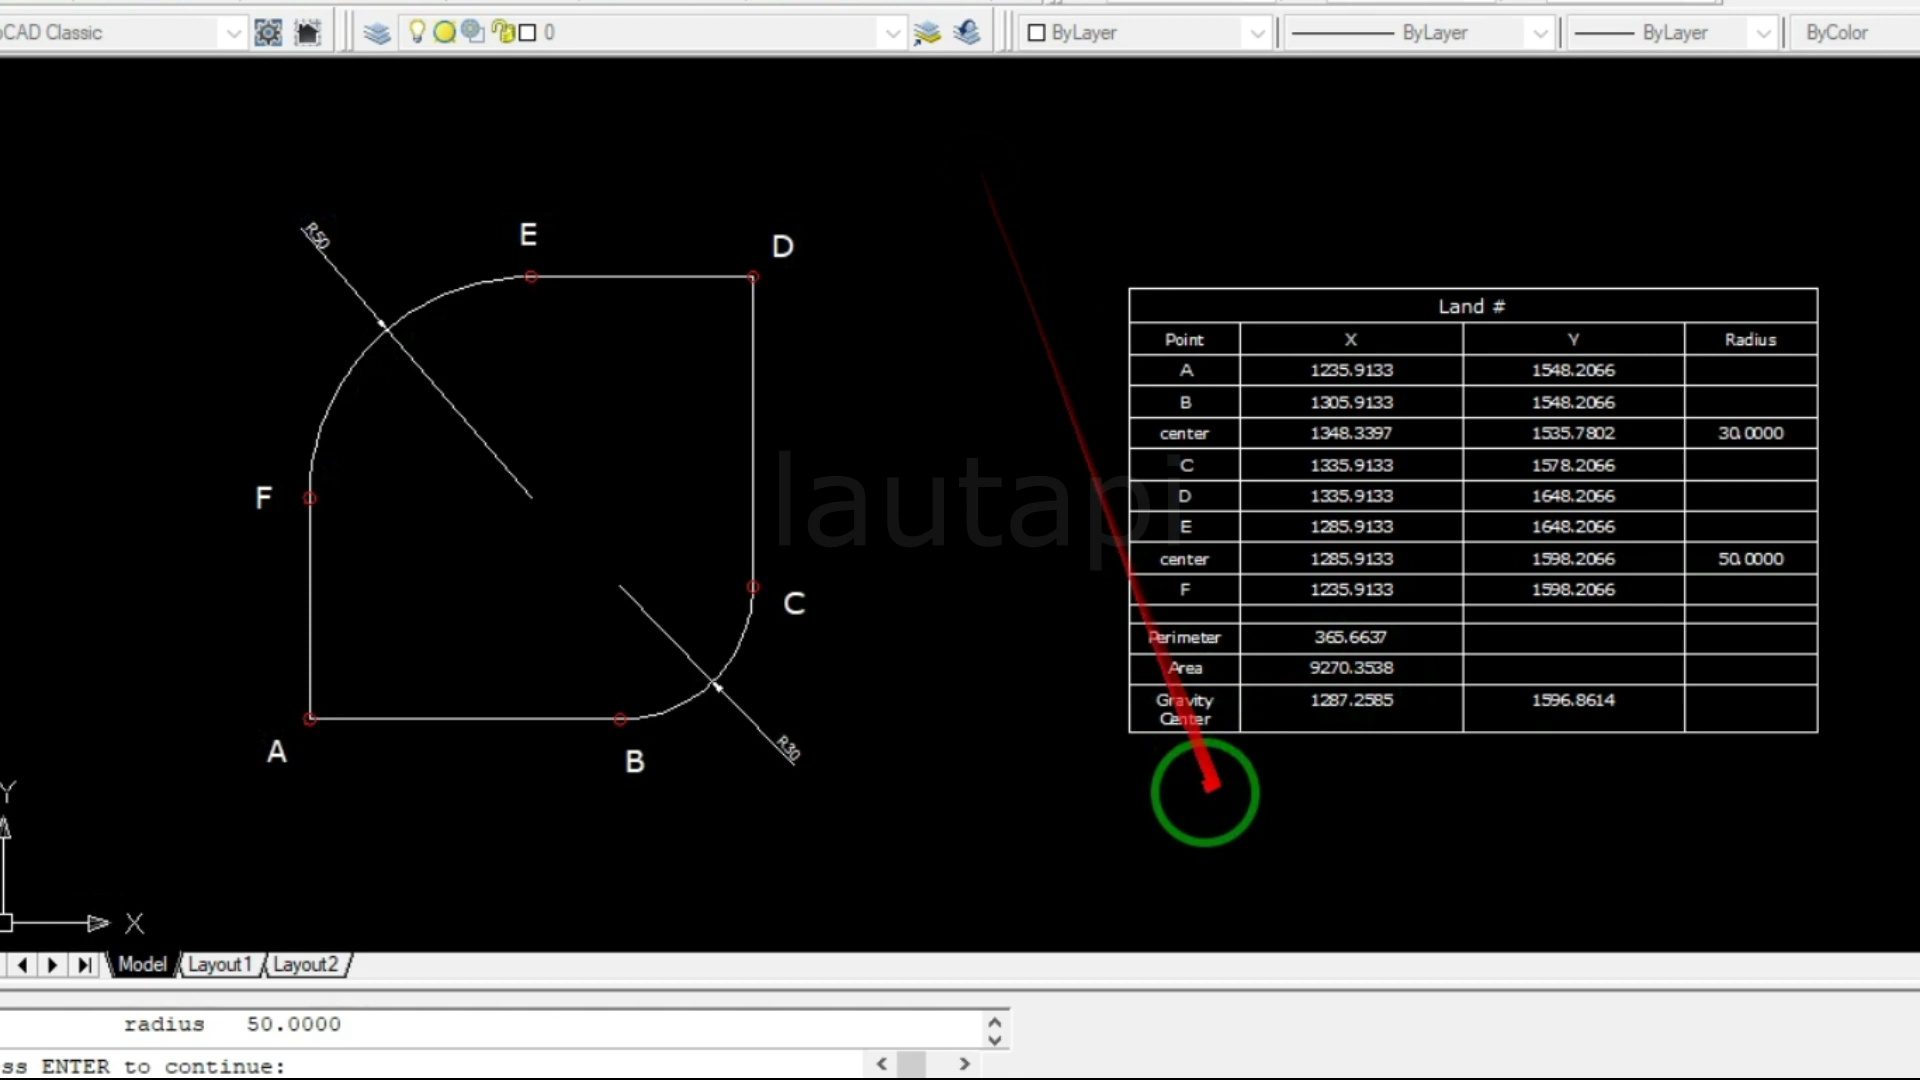 CAD Classic
0
ByLayer
ByLayer
ByLayer
ByColor
R50
E
D
F
C
A
B
R30
Y
X
lautapi
Land #
Point X Y Radius
A 1235.9133 1548.2066
B 1305.9133 1548.2066
center 1348.3397 1535.7802 30.0000
C 1335.9133 1578.2066
D 1335.9133 1648.2066
E 1285.9133 1648.2066
center 1285.9133 1598.2066 50.0000
F 1235.9133 1598.2066
Perimeter 365.6637
Area 9270.3538
Gravity 1287.2585 1596.8614
Center
Model Layout1 Layout2
radius 50.0000
ss ENTER to continue: